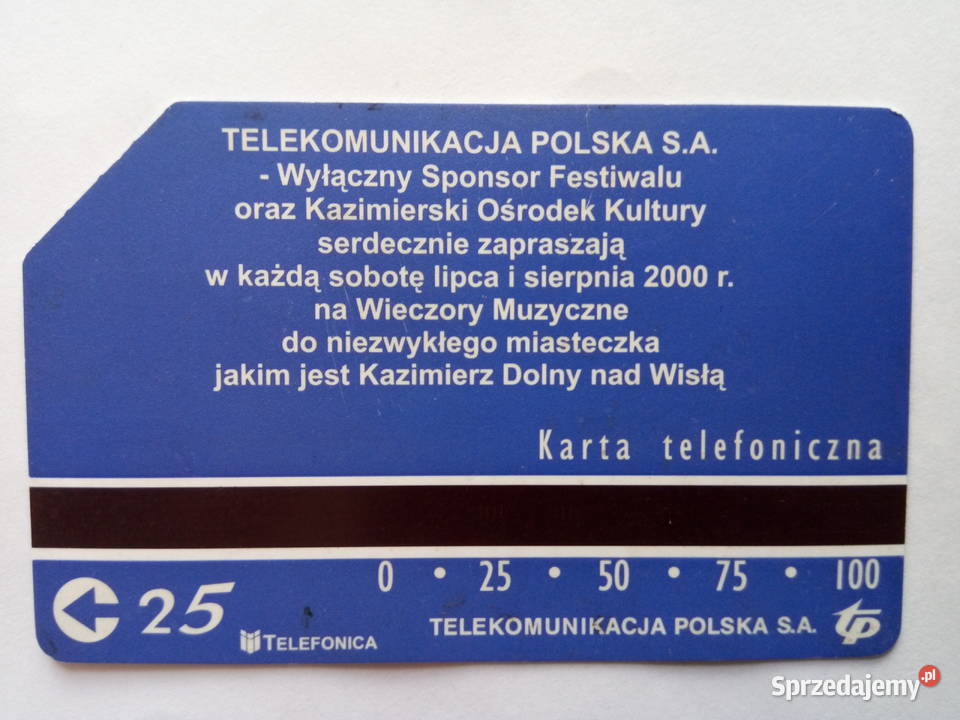 TELEKOMUNIKACJA POLSKA S.A.
- Wyłączny Sponsor Festiwalu
oraz Kazimierski Ośrodek Kultury
serdecznie zapraszają
w każdą sobotę lipca i sierpnia 2000 r.
na Wieczory Muzyczne
do niezwykłego miasteczka
jakim jest Kazimierz Dolny nad Wisłą
Karta telefoniczna
0 • 25 • 50 • 75 • 100
25
TELEFONICA
TELEKOMUNIKACJA POLSKA S.A. tp
Sprzedajemy.pl